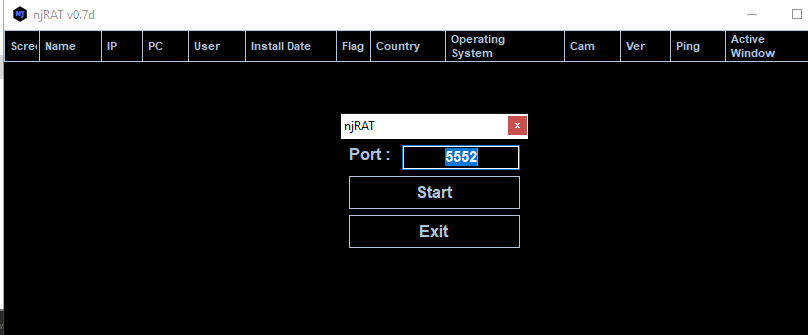 NJ njRAT v0.7d
Scree Name IP PC User Install Date Flag Country Operating System Cam Ver Ping Active Window
njRAT x
Port : 5552
Start
Exit